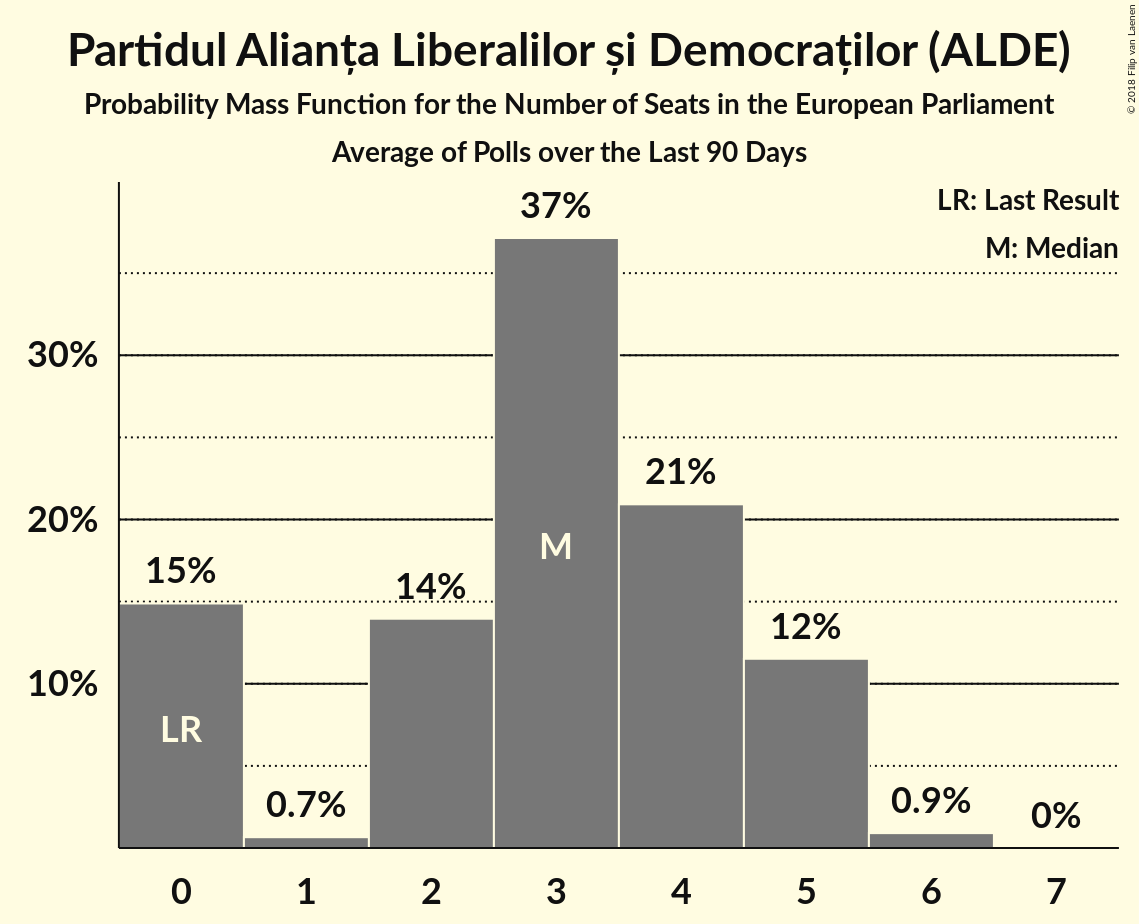 Partidul Alianța Liberalilor și Democraților (ALDE)
Probability Mass Function for the Number of Seats in the European Parliament
Average of Polls over the Last 90 Days
© 2018 Filip van Laenen
LR: Last Result
M: Median
37%
30%
21%
20%
M
15%
14%
12%
10%
LR
0.7%
0.9%
0%
0 1 2 3 4 5 6 7